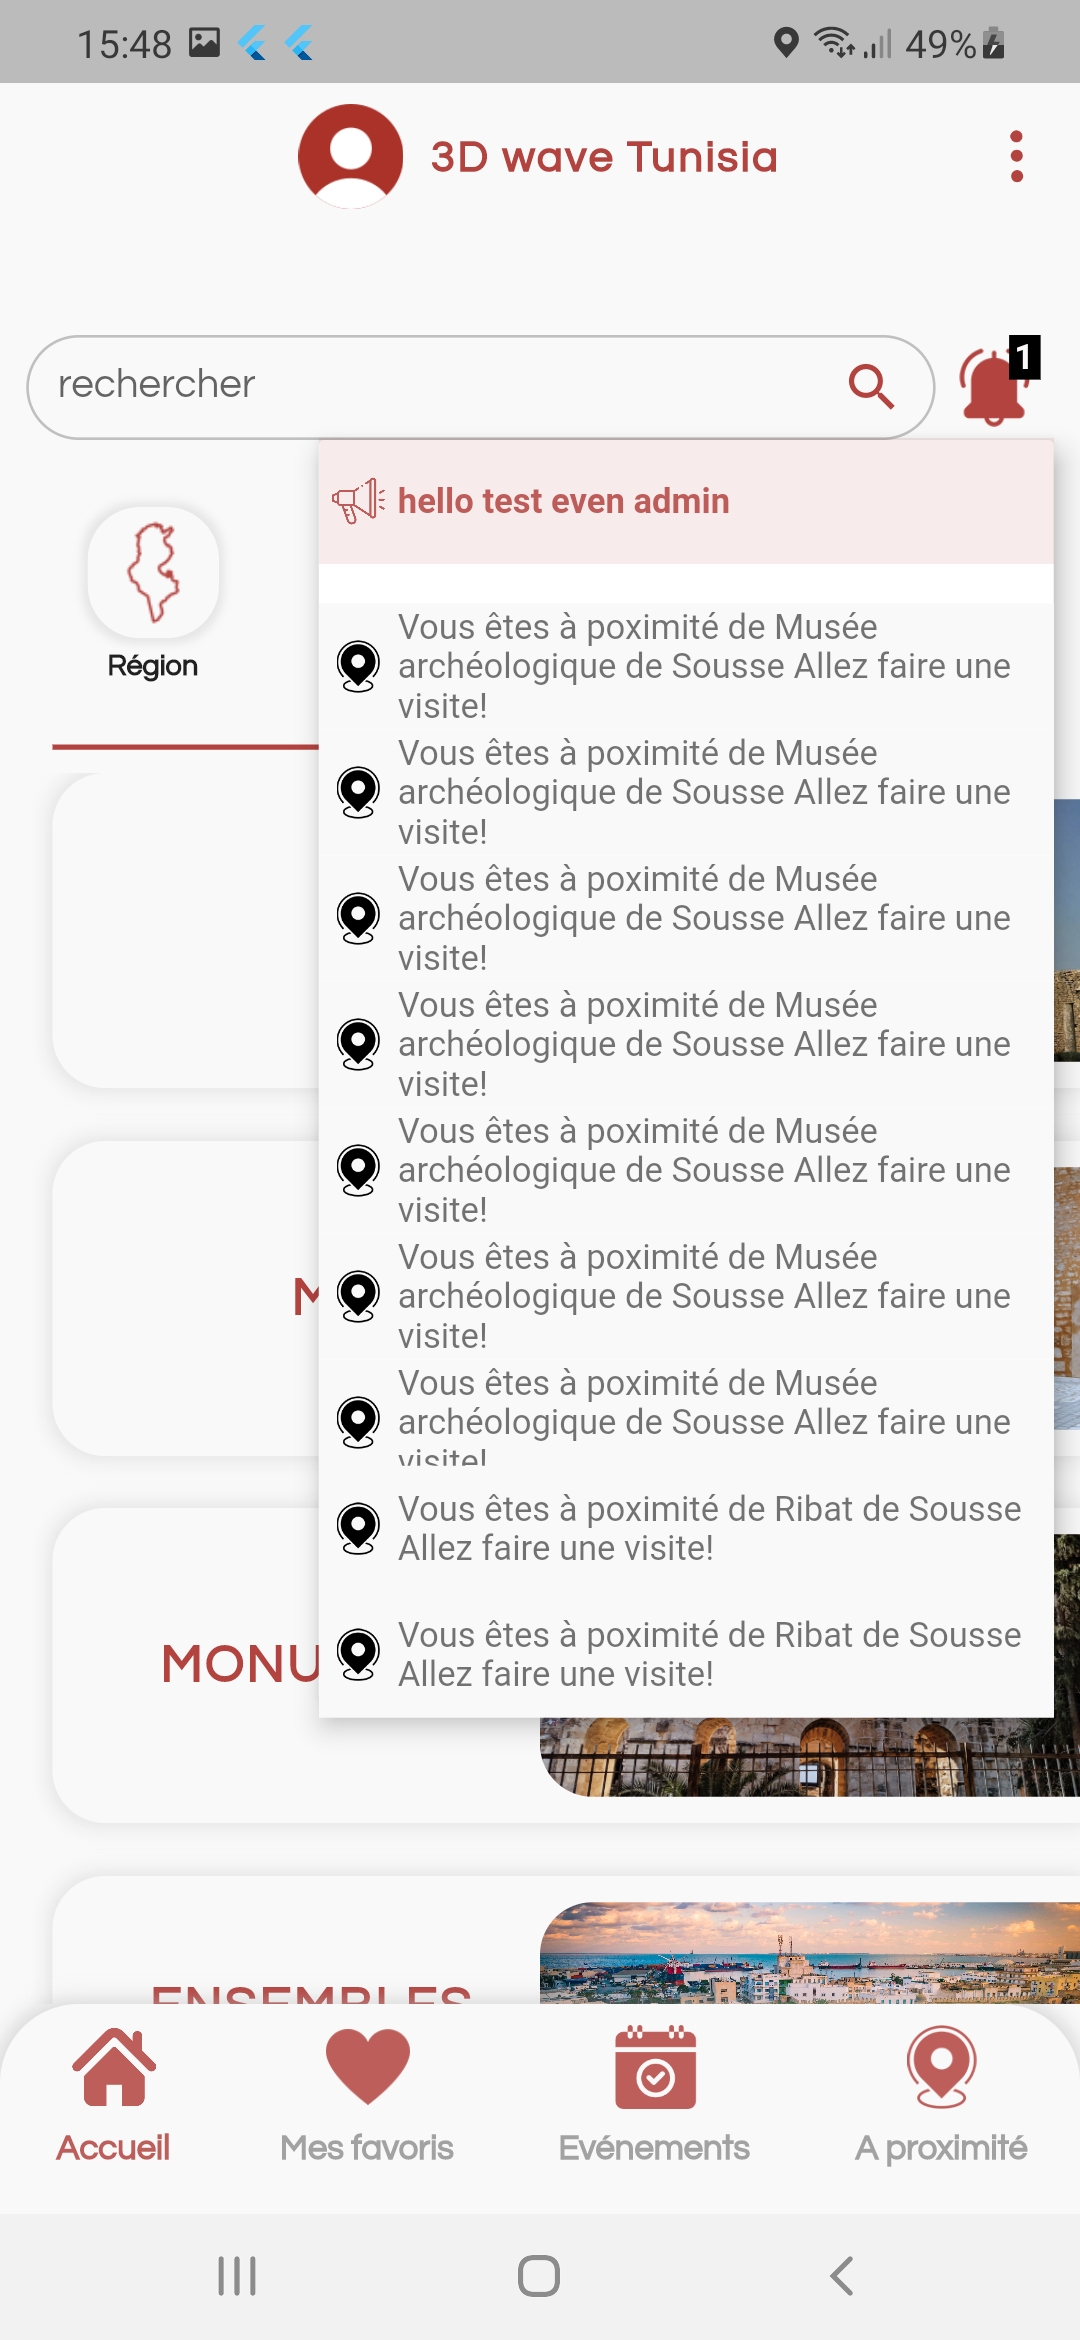 15:48
49%
3D wave Tunisia
rechercher
1
hello test even admin
Région
Vous êtes à poximité de Musée
archéologique de Sousse Allez faire une
visite!
Vous êtes à poximité de Musée
archéologique de Sousse Allez faire une
visite!
Vous êtes à poximité de Musée
archéologique de Sousse Allez faire une
visite!
Vous êtes à poximité de Musée
archéologique de Sousse Allez faire une
visite!
Vous êtes à poximité de Musée
archéologique de Sousse Allez faire une
visite!
Vous êtes à poximité de Musée
archéologique de Sousse Allez faire une
visite!
Vous êtes à poximité de Musée
archéologique de Sousse Allez faire une
visite!
Vous êtes à poximité de Ribat de Sousse
Allez faire une visite!
Vous êtes à poximité de Ribat de Sousse
Allez faire une visite!
MONU
ENSEMBLES
Accueil
Mes favoris
Evénements
A proximité